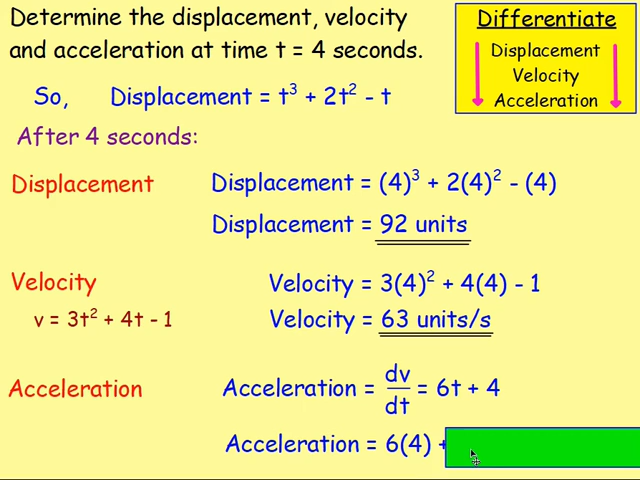 Determine the displacement, velocity
and acceleration at time t = 4 seconds.
Differentiate
Displacement
Velocity
Acceleration
So, Displacement = t³ + 2t² - t
After 4 seconds:
Displacement Displacement = (4)³ + 2(4)² - (4)
Displacement = 92 units
Velocity Velocity = 3(4)² + 4(4) - 1
v = 3t² + 4t - 1 Velocity = 63 units/s
Acceleration Acceleration = dv/dt = 6t + 4
Acceleration = 6(4) +